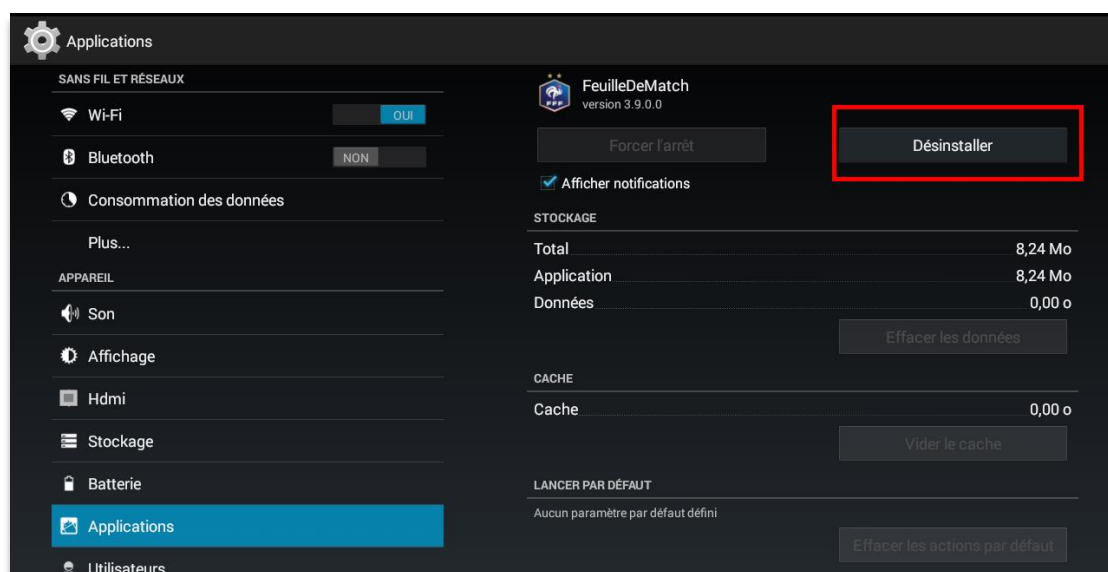 Applications
SANS FIL ET RÉSEAUX
Wi-Fi
OUI
Bluetooth
NON
Consommation des données
Plus...
APPAREIL
Son
Affichage
Hdmi
Stockage
Batterie
Applications
Utilisateurs
FFF
FeuilleDeMatch
version 3.9.0.0
Forcer l'arrêt
Désinstaller
Afficher notifications
STOCKAGE
Total 8,24 Mo
Application 8,24 Mo
Données 0,00 o
Effacer les données
CACHE
Cache 0,00 o
Vider le cache
LANCER PAR DÉFAUT
Aucun paramètre par défaut défini
Effacer les actions par défaut